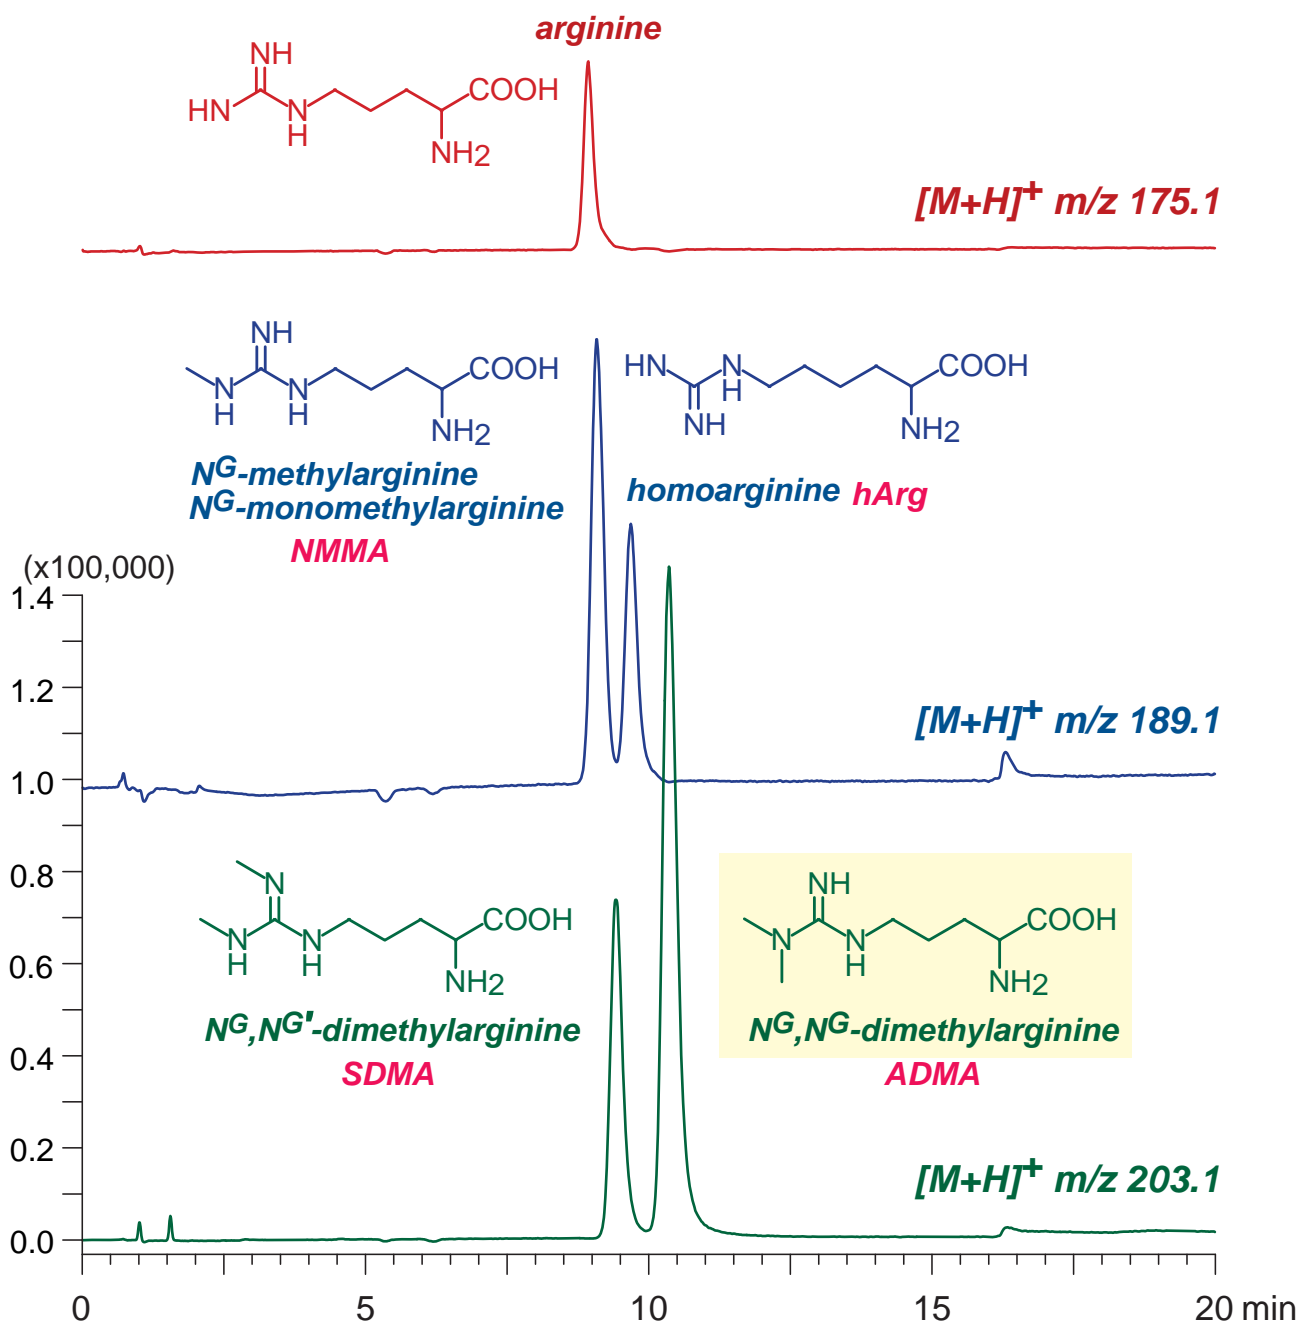 arginine
NH
HN
N
H
COOH
NH2
[M+H]+ m/z 175.1
NH
N
H
N
H
COOH
NH2
HN
NH
N
H
COOH
NH2
NG-methylarginine
NG-monomethylarginine
NMMA
homoarginine hArg
(x100,000)
1.4
1.2
1.0
0.8
0.6
0.4
0.2
0.0
[M+H]+ m/z 189.1
N
N
H
N
H
COOH
NH2
NG,NG'-dimethylarginine
SDMA
NH
N
N
H
COOH
NH2
NG,NG-dimethylarginine
ADMA
[M+H]+ m/z 203.1
0 5 10 15 20 min